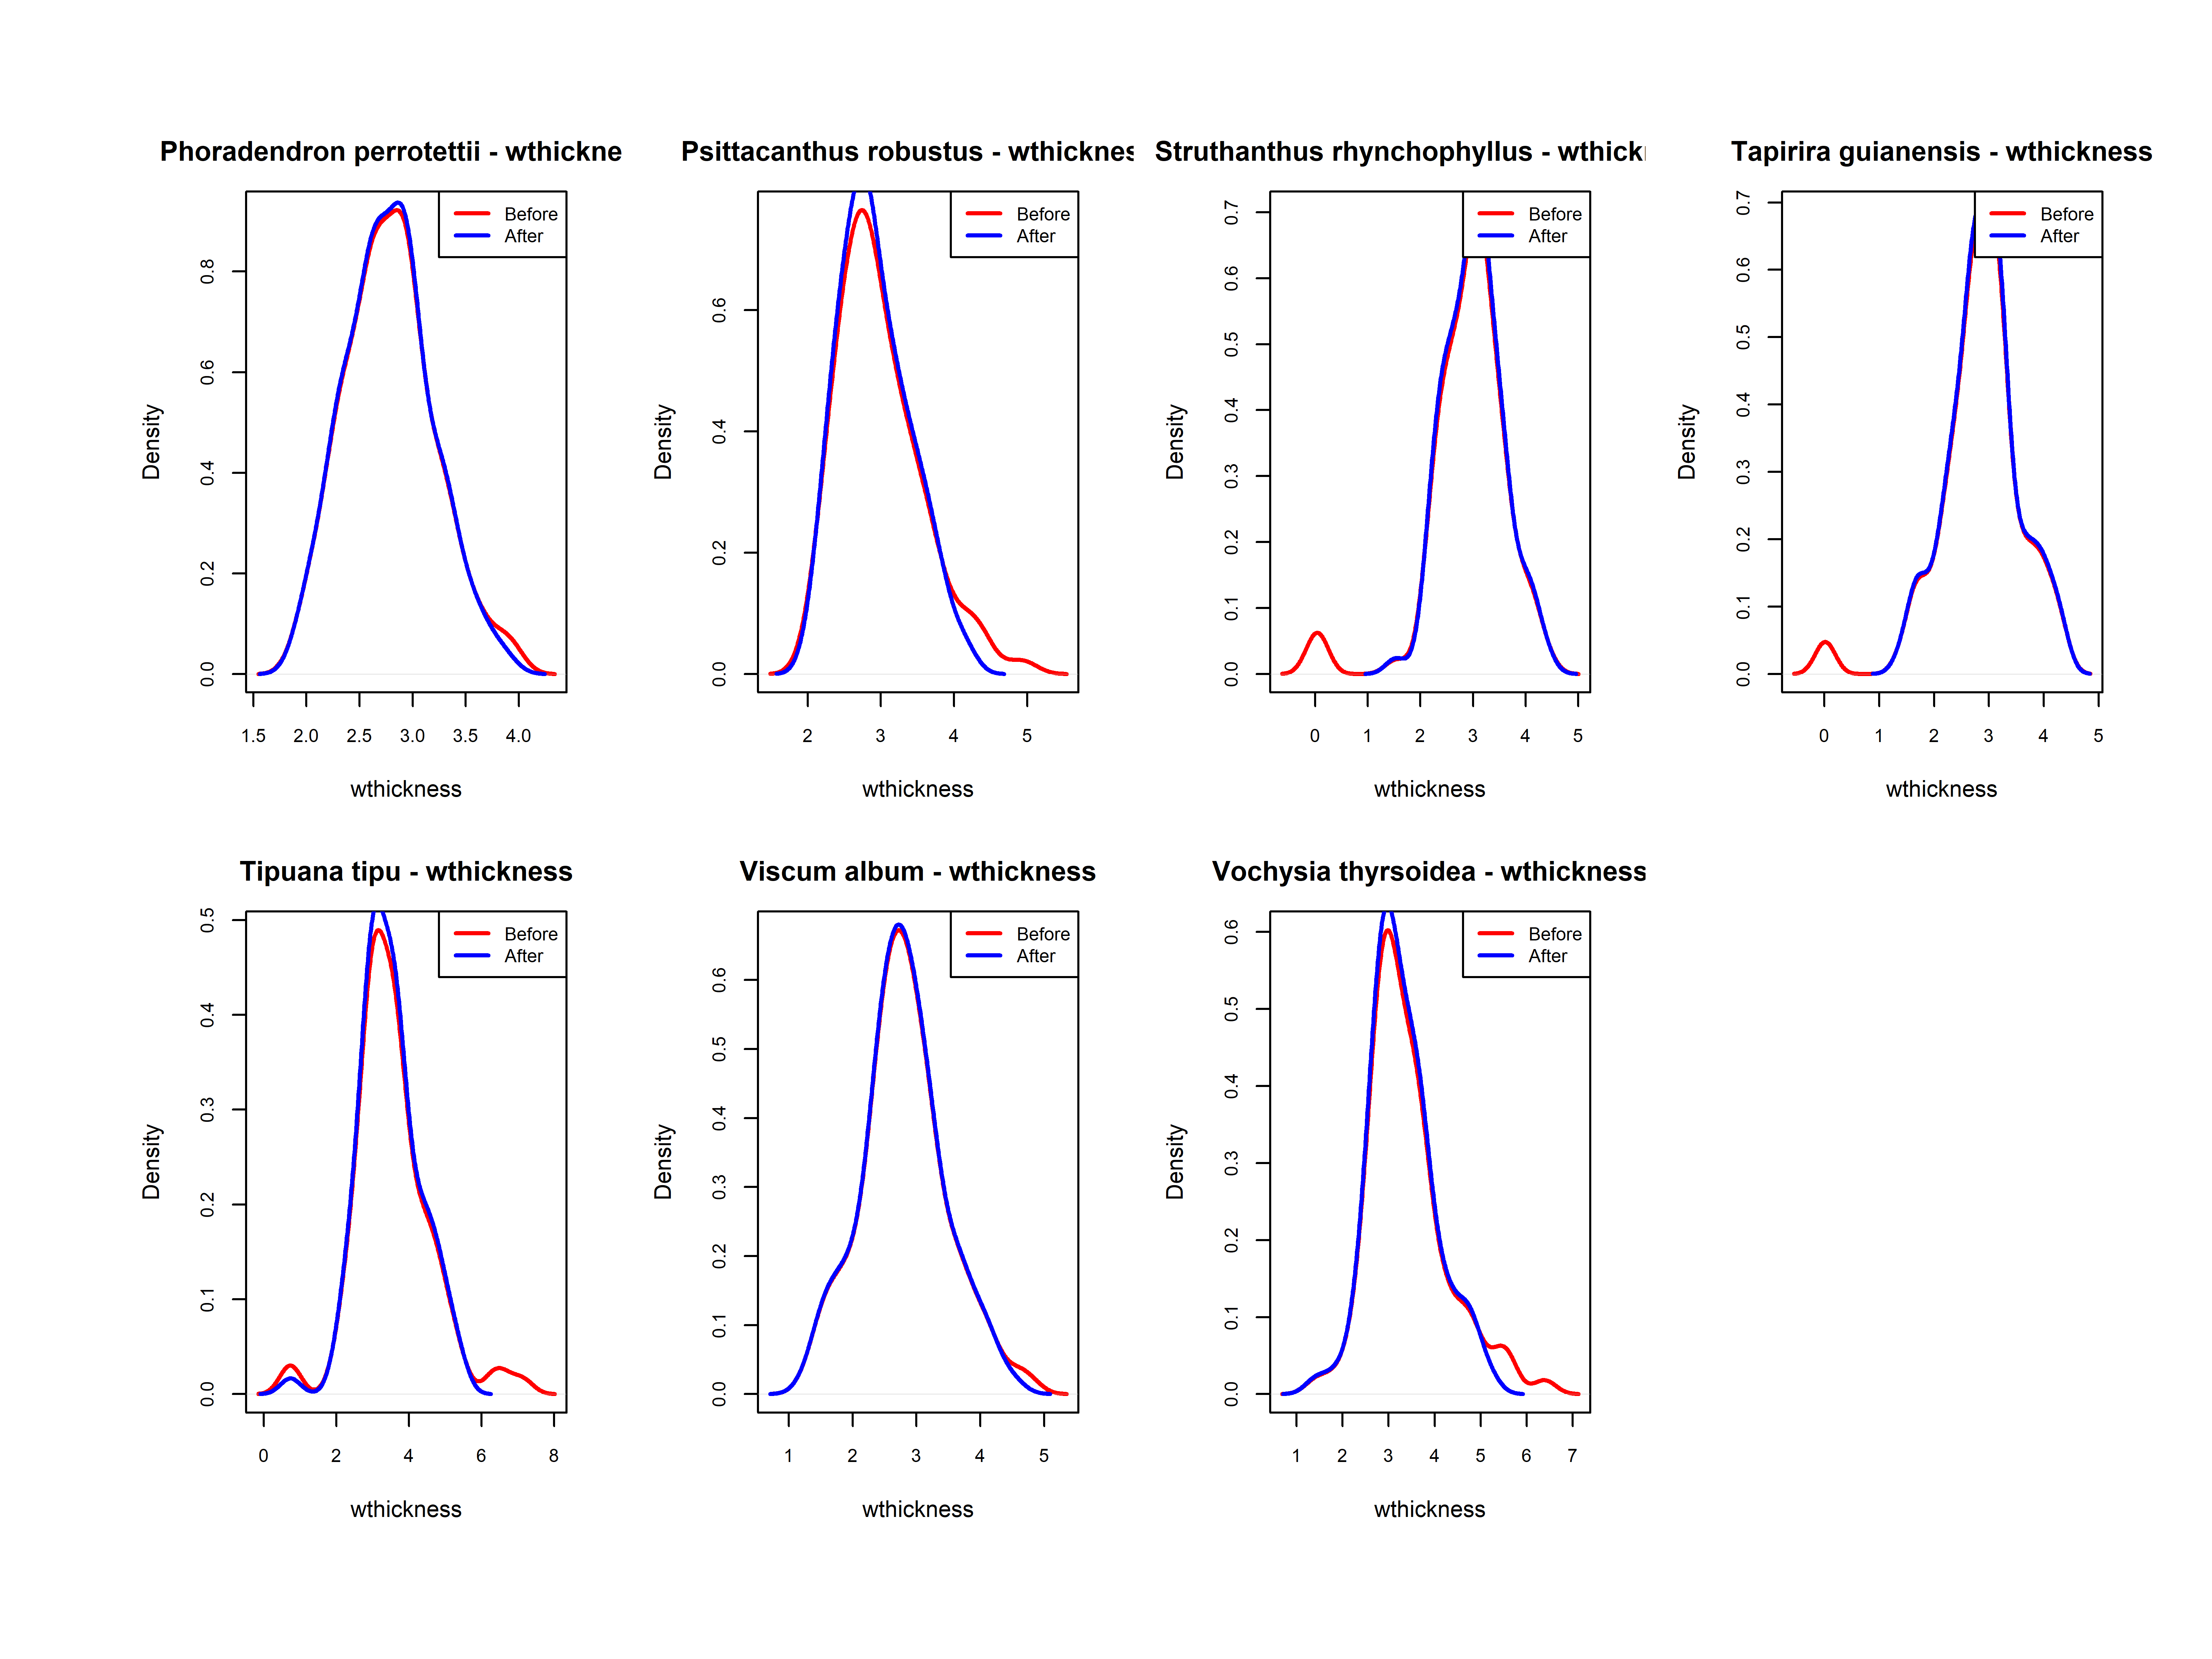 Phoradendron perrotettii - wthickne
Density
0.0 0.2 0.4 0.6 0.8
Before
After
1.5 2.0 2.5 3.0 3.5 4.0
wthickness
Psittacanthus robustus - wthicknes
Density
0.0 0.2 0.4 0.6
Before
After
2 3 4 5
wthickness
Struthanthus rhynchophyllus - wthick
Density
0.0 0.1 0.2 0.3 0.4 0.5 0.6 0.7
Before
After
0 1 2 3 4 5
wthickness
Tapirira guianensis - wthickness
Density
0.0 0.1 0.2 0.3 0.4 0.5 0.6 0.7
Before
After
0 1 2 3 4 5
wthickness
Tipuana tipu - wthickness
Density
0.0 0.1 0.2 0.3 0.4 0.5
Before
After
0 2 4 6 8
wthickness
Viscum album - wthickness
Density
0.0 0.1 0.2 0.3 0.4 0.5 0.6
Before
After
1 2 3 4 5
wthickness
Vochysia thyrsoidea - wthickness
Density
0.0 0.1 0.2 0.3 0.4 0.5 0.6
Before
After
1 2 3 4 5 6 7
wthickness